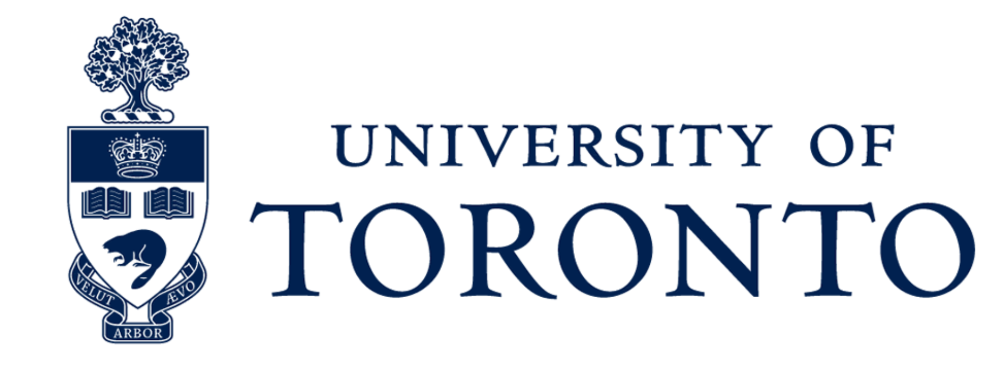 UNIVERSITY OF
TORONTO
VELUT
ARBOR
ÆVO